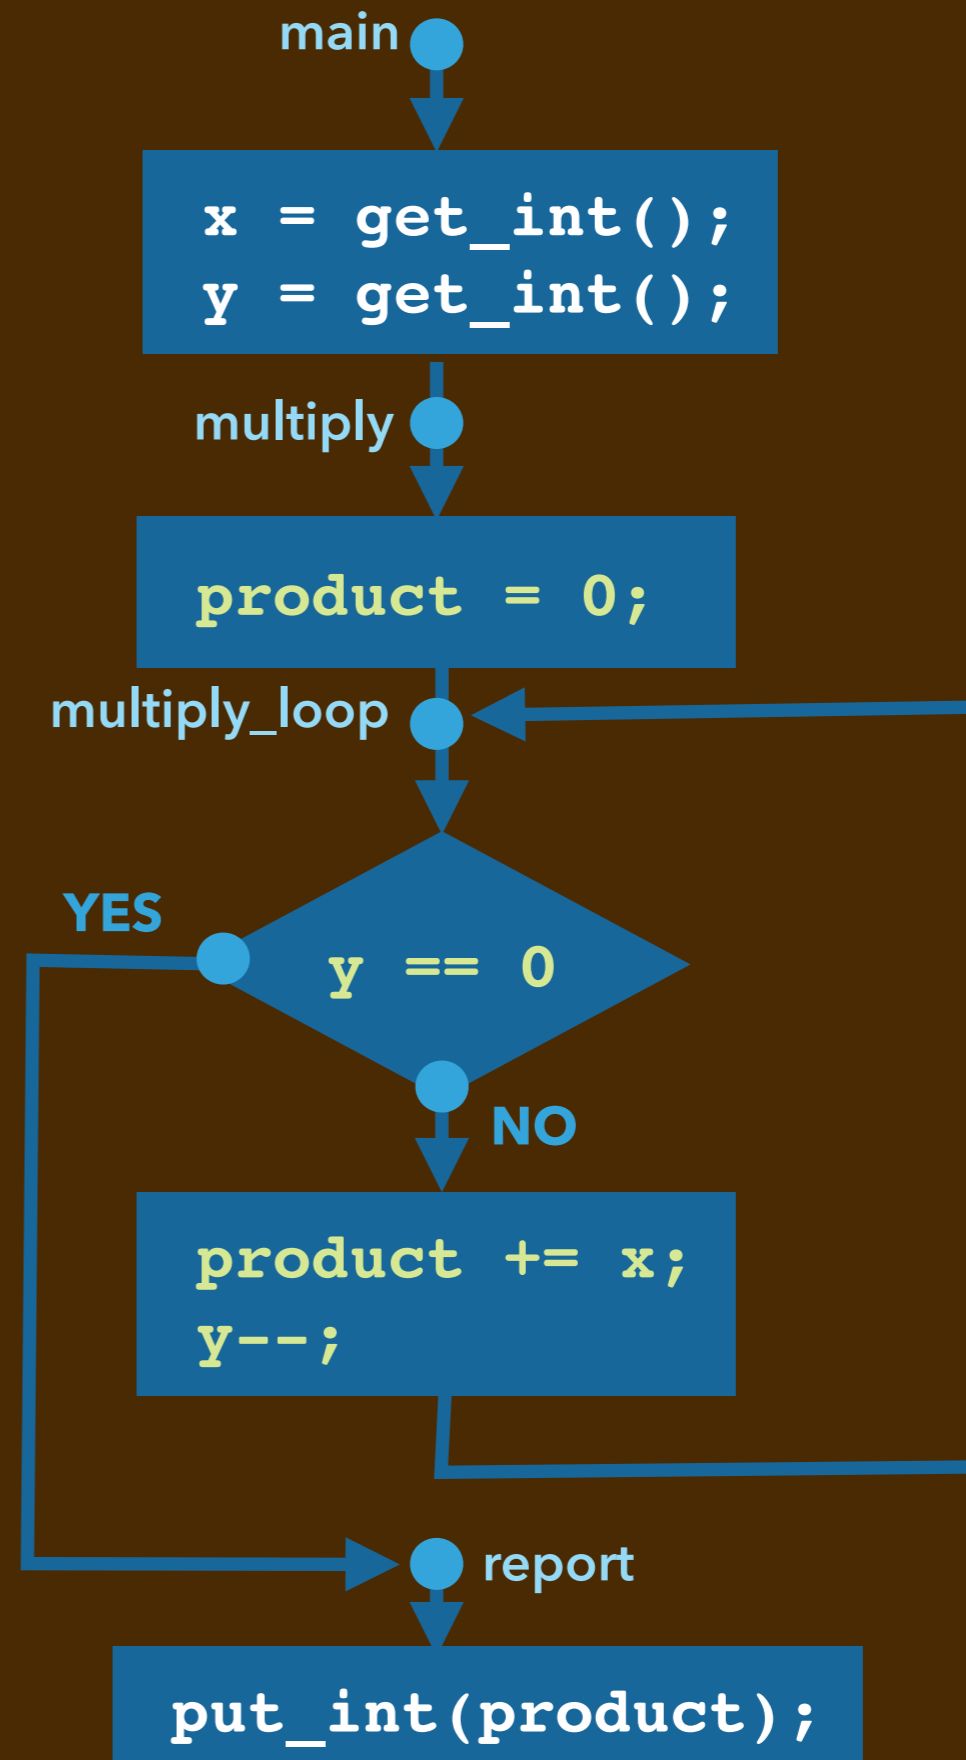 main
x = get_int();
y = get_int();
multiply
product = 0;
multiply_loop
YES
y == 0
NO
product += x;
y--;
report
put_int(product);